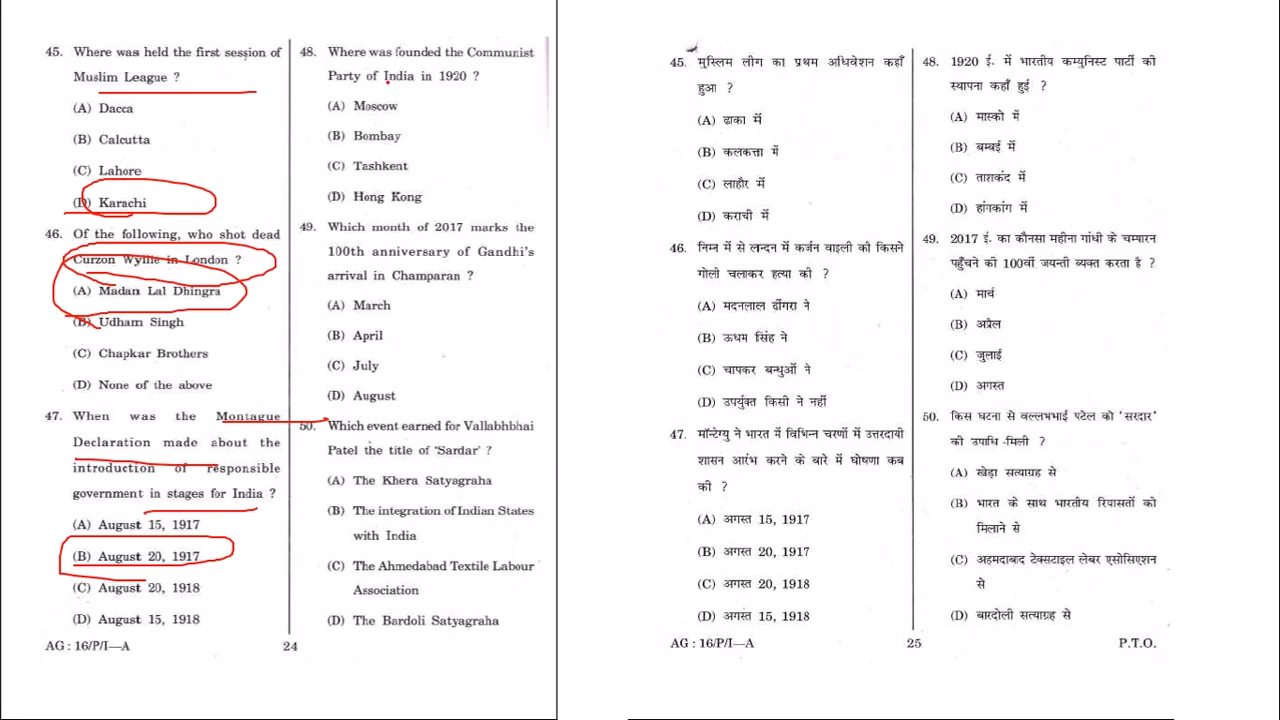 45. Where was held the first session of
Muslim League ?
(A) Dacca
(B) Calcutta
(C) Lahore
(D) Karachi
46. Of the following, who shot dead
Curzon Wyllie in London ?
(A) Madan Lal Dhingra
(B) Udham Singh
(C) Chapkar Brothers
(D) None of the above
47. When was the Montague
Declaration made about the
introduction of responsible
government in stages for India ?
(A) August 15, 1917
(B) August 20, 1917
(C) August 20, 1918
(D) August 15, 1918
48. Where was founded the Communist
Party of India in 1920 ?
(A) Moscow
(B) Bombay
(C) Tashkent
(D) Hong Kong
49. Which month of 2017 marks the
100th anniversary of Gandhi's
arrival in Champaran ?
(A) March
(B) April
(C) July
(D) August
50. Which event earned for Vallabhbhai
Patel the title of 'Sardar' ?
(A) The Khera Satyagraha
(B) The integration of Indian States
with India
(C) The Ahmedabad Textile Labour
Association
(D) The Bardoli Satyagraha
AG : 16/P/I—A 24
45. मुस्लिम लीग का प्रथम अधिवेशन कहाँ
हुआ ?
(A) ढाका में
(B) कलकत्ता में
(C) लाहौर में
(D) कराची में
46. निम्न में से लन्दन में कर्जन वाइली की किसने
गोली चलाकर हत्या की ?
(A) मदनलाल ढींगरा ने
(B) ऊधम सिंह ने
(C) चापकर बन्धुओं ने
(D) उपर्युक्त किसी ने नहीं
47. मॉन्टेग्यु ने भारत में विभिन्न चरणों में उत्तरदायी
शासन आरंभ करने के बारे में घोषणा कब
की ?
(A) अगस्त 15, 1917
(B) अगस्त 20, 1917
(C) अगस्त 20, 1918
(D) अगस्त 15, 1918
48. 1920 ई. में भारतीय कम्युनिस्ट पार्टी की
स्थापना कहाँ हुई ?
(A) मास्को में
(B) बम्बई में
(C) ताशकंद में
(D) हांगकांग में
49. 2017 ई. का कौनसा महीना गांधी के चम्पारन
पहुँचने की 100वीं जयन्ती व्यक्त करता है ?
(A) मार्च
(B) अप्रैल
(C) जुलाई
(D) अगस्त
50. किस घटना से वल्लभभाई पटेल को 'सरदार'
की उपाधि मिली ?
(A) खेड़ा सत्याग्रह से
(B) भारत के साथ भारतीय रियासतों को
मिलाने से
(C) अहमदाबाद टेक्सटाइल लेबर एसोसिएशन
से
(D) बारदोली सत्याग्रह से
AG : 16/P/I—A 25 P.T.O.